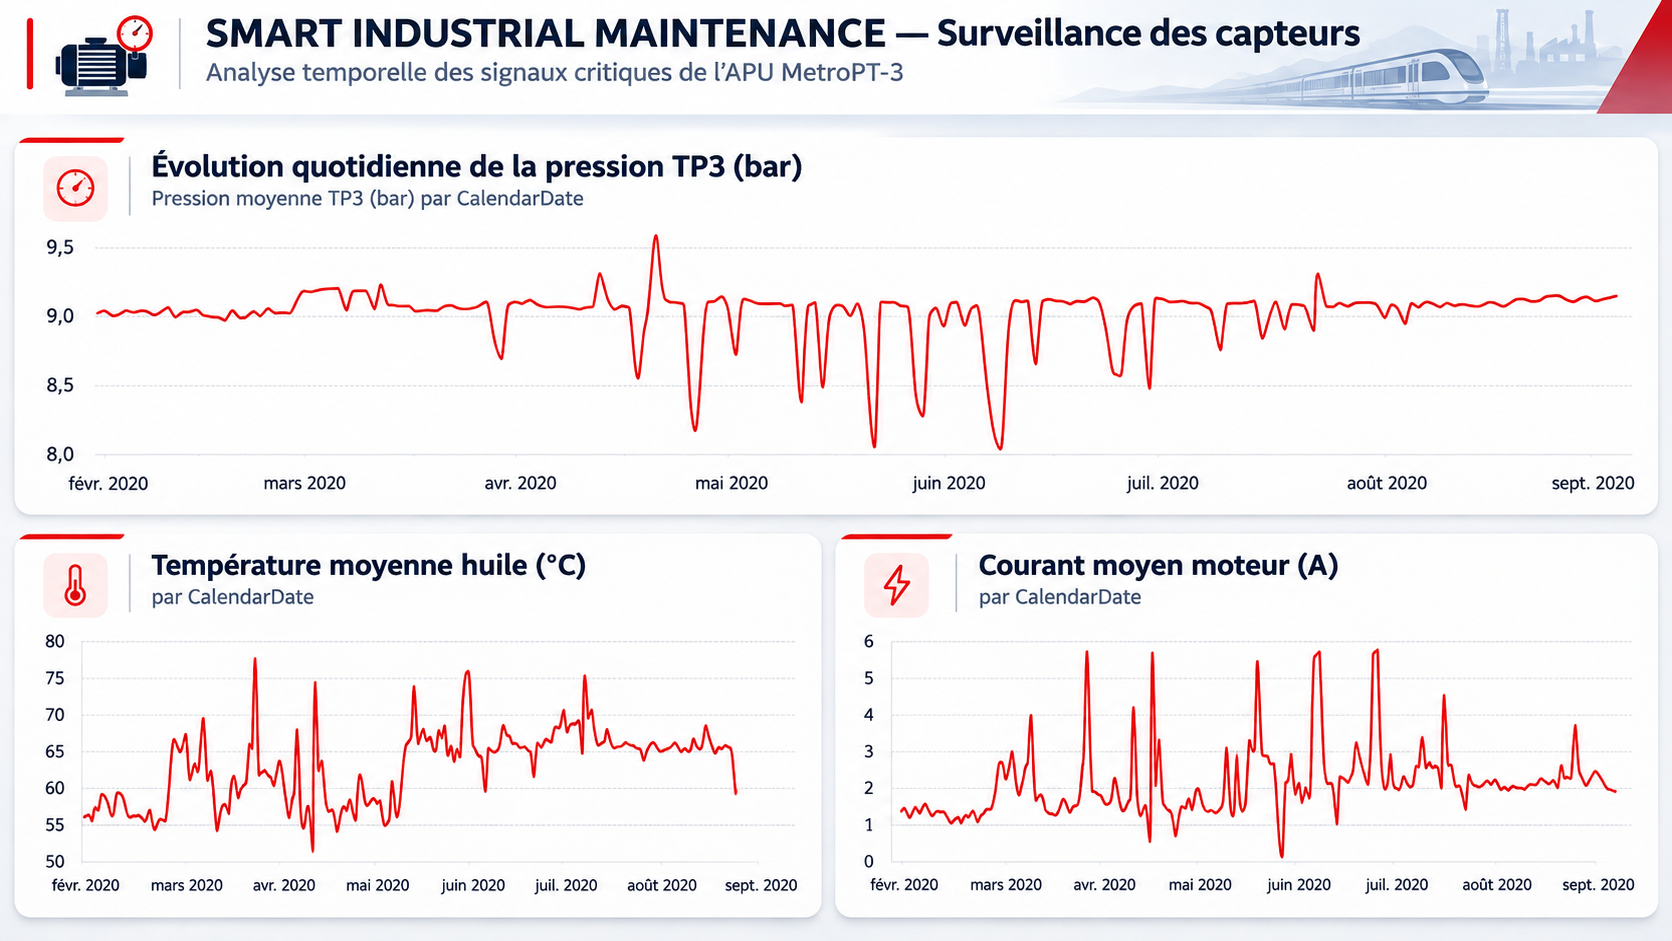 SMART INDUSTRIAL MAINTENANCE — Surveillance des capteurs
Analyse temporelle des signaux critiques de l’APU MetroPT-3
Évolution quotidienne de la pression TP3 (bar)
Pression moyenne TP3 (bar) par CalendarDate
9,5
9,0
8,5
8,0
févr. 2020 mars 2020 avr. 2020 mai 2020 juin 2020 juil. 2020 août 2020 sept. 2020
Température moyenne huile (°C)
par CalendarDate
80
75
70
65
60
55
50
févr. 2020 mars 2020 avr. 2020 mai 2020 juin 2020 juil. 2020 août 2020 sept. 2020
Courant moyen moteur (A)
par CalendarDate
6
5
4
3
2
1
0
févr. 2020 mars 2020 avr. 2020 mai 2020 juin 2020 juil. 2020 août 2020 sept. 2020